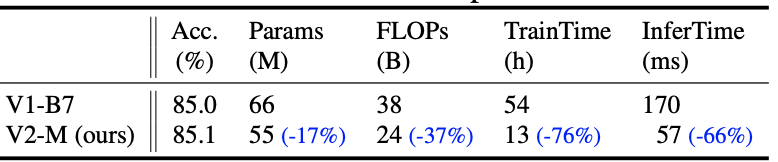 Acc. Params FLOPs TrainTime InferTime
(%) (M) (B) (h) (ms)
V1-B7 85.0 66 38 54 170
V2-M (ours) 85.1 55 (-17%) 24 (-37%) 13 (-76%) 57 (-66%)